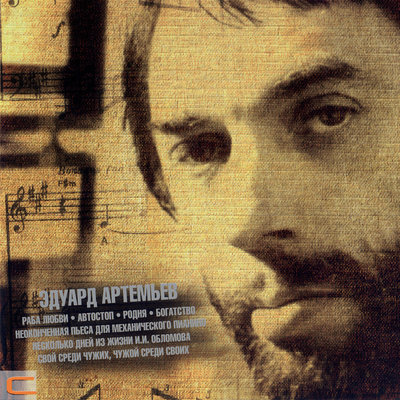 F#m
A
ЭДУАРД АРТЕМЬЕВ
РАБА ЛЮБВИ • АВТОСТОП • РОДНЯ • БОГАТСТВО
НЕОКОНЧЕННАЯ ПЬЕСА ДЛЯ МЕХАНИЧЕСКОГО ПИАНИНО
НЕСКОЛЬКО ДНЕЙ ИЗ ЖИЗНИ И.И. ОБЛОМОВА
СВОЙ СРЕДИ ЧУЖИХ, ЧУЖОЙ СРЕДИ СВОИХ